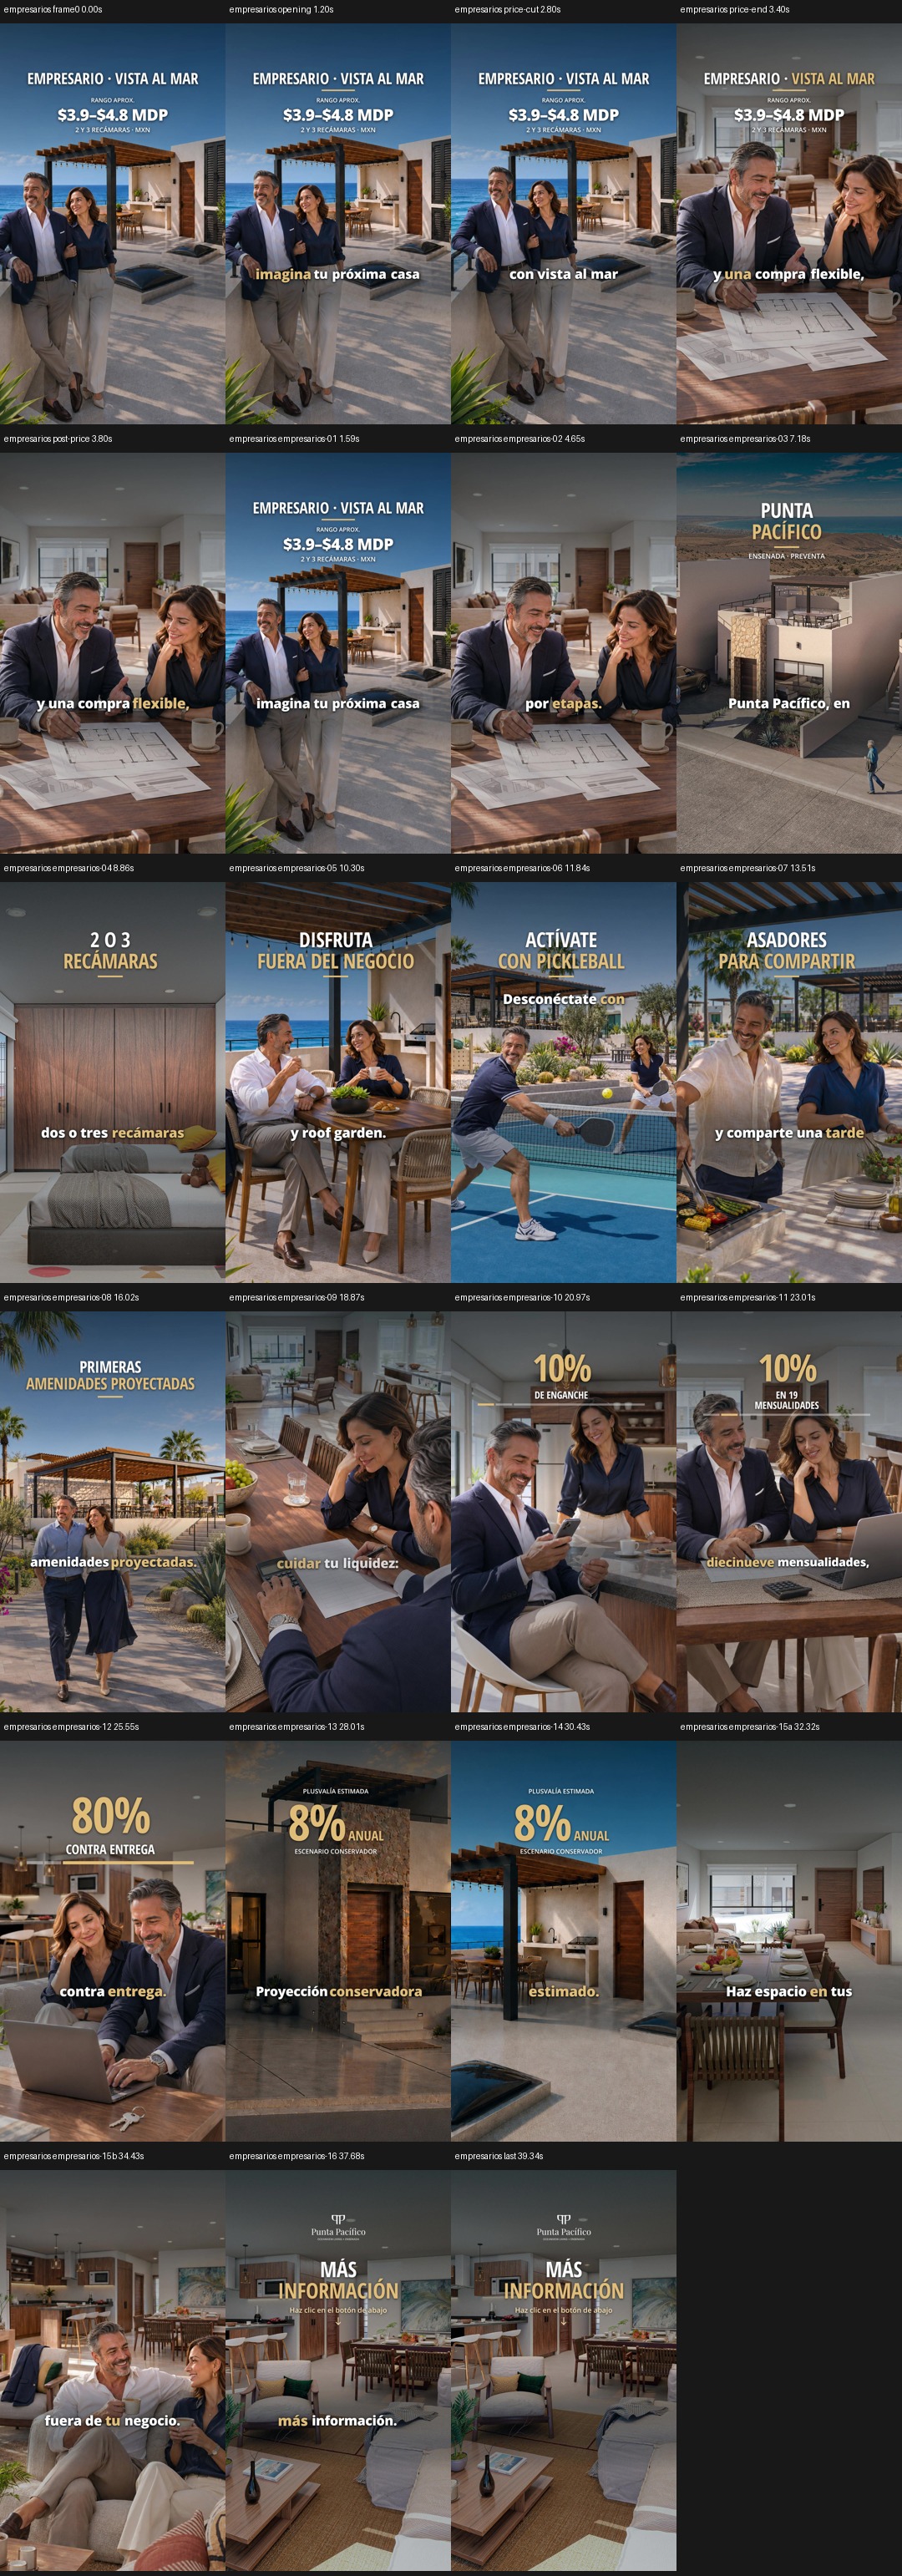 empresarios frame0 0.00s
EMPRESARIO · VISTA AL MAR
RANGO APROX.
$3.9–$4.8 MDP
2 Y 3 RECÁMARAS · MXN
empresarios opening 1.20s
EMPRESARIO · VISTA AL MAR
RANGO APROX.
$3.9–$4.8 MDP
2 Y 3 RECÁMARAS · MXN
imagina tu próxima casa
empresarios price-cut 2.80s
EMPRESARIO · VISTA AL MAR
RANGO APROX.
$3.9–$4.8 MDP
2 Y 3 RECÁMARAS · MXN
con vista al mar
empresarios price-end 3.40s
EMPRESARIO · VISTA AL MAR
RANGO APROX.
$3.9–$4.8 MDP
2 Y 3 RECÁMARAS · MXN
y una compra flexible,
empresarios post-price 3.80s
y una compra flexible,
empresarios empresarios-01 1.59s
EMPRESARIO · VISTA AL MAR
RANGO APROX.
$3.9–$4.8 MDP
2 Y 3 RECÁMARAS · MXN
imagina tu próxima casa
empresarios empresarios-02 4.65s
por etapas.
empresarios empresarios-03 7.18s
PUNTA
PACÍFICO
ENSENADA · PREVENTA
Punta Pacífico, en
empresarios empresarios-04 8.86s
2 O 3
RECÁMARAS
dos o tres recámaras
empresarios empresarios-05 10.30s
DISFRUTA
FUERA DEL NEGOCIO
y roof garden.
empresarios empresarios-06 11.84s
ACTÍVATE
CON PICKLEBALL
Desconéctate con
empresarios empresarios-07 13.51s
ASADORES
PARA COMPARTIR
y comparte una tarde
empresarios empresarios-08 16.02s
PRIMERAS
AMENIDADES PROYECTADAS
amenidades proyectadas.
empresarios empresarios-09 18.87s
cuidar tu liquidez:
empresarios empresarios-10 20.97s
10%
DE ENGANCHE
empresarios empresarios-11 23.01s
10%
EN 19
MENSUALIDADES
diecinueve mensualidades,
empresarios empresarios-12 25.55s
80%
CONTRA ENTREGA
contra entrega.
empresarios empresarios-13 28.01s
PLUSVALÍA ESTIMADA
8% ANUAL
ESCENARIO CONSERVADOR
Proyección conservadora
empresarios empresarios-14 30.43s
PLUSVALÍA ESTIMADA
8% ANUAL
ESCENARIO CONSERVADOR
estimado.
empresarios empresarios-15a 32.32s
Haz espacio en tus
empresarios empresarios-15b 34.43s
fuera de tu negocio.
empresarios empresarios-16 37.68s
Punta Pacífico
MÁS
INFORMACIÓN
Haz clic en el botón de abajo
↓
más información.
empresarios last 39.34s
Punta Pacífico
MÁS
INFORMACIÓN
Haz clic en el botón de abajo
↓